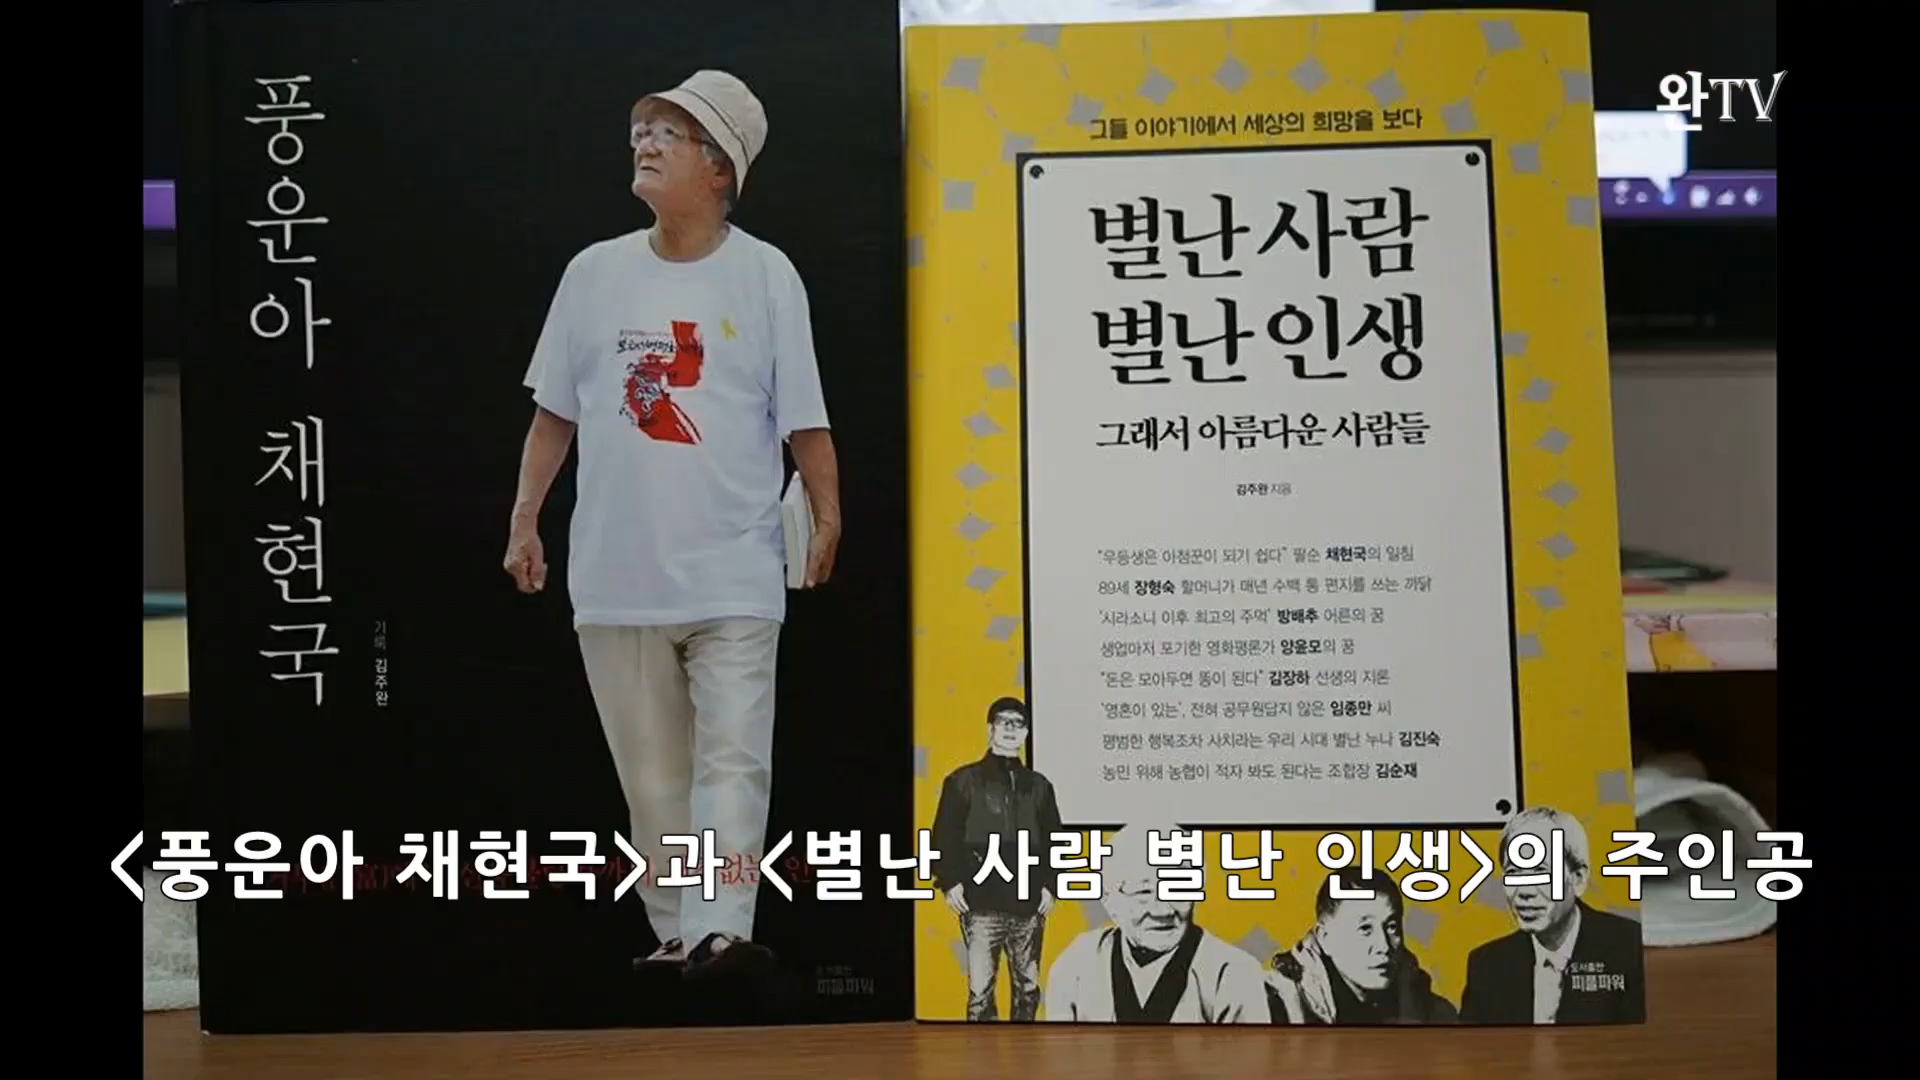 완TV
풍운아 채현국
기록 김주완
도서출판
피플파워
그들 이야기에서 세상의 희망을 보다
별난 사람
별난 인생
그래서 아름다운 사람들
김주완 지음
"우등생은 아첨꾼이 되기 쉽다" 팔순 채현국의 일침
89세 장형숙 할머니가 매년 수백 통 편지를 쓰는 까닭
'시라소니 이후 최고의 주먹' 방배추 어른의 꿈
생업마저 포기한 영화평론가 양윤모의 꿈
"돈은 모아두면 똥이 된다" 김장하 선생의 지론
'영혼이 있는', 전혀 공무원답지 않은 임종만 씨
평범한 행복조차 사치라는 우리 시대 별난 누나 김진숙
농민 위해 농협이 적자 봐도 된다는 조합장 김순재
도서출판
피플파워
<풍운아 채현국>과 <별난 사람 별난 인생>의 주인공